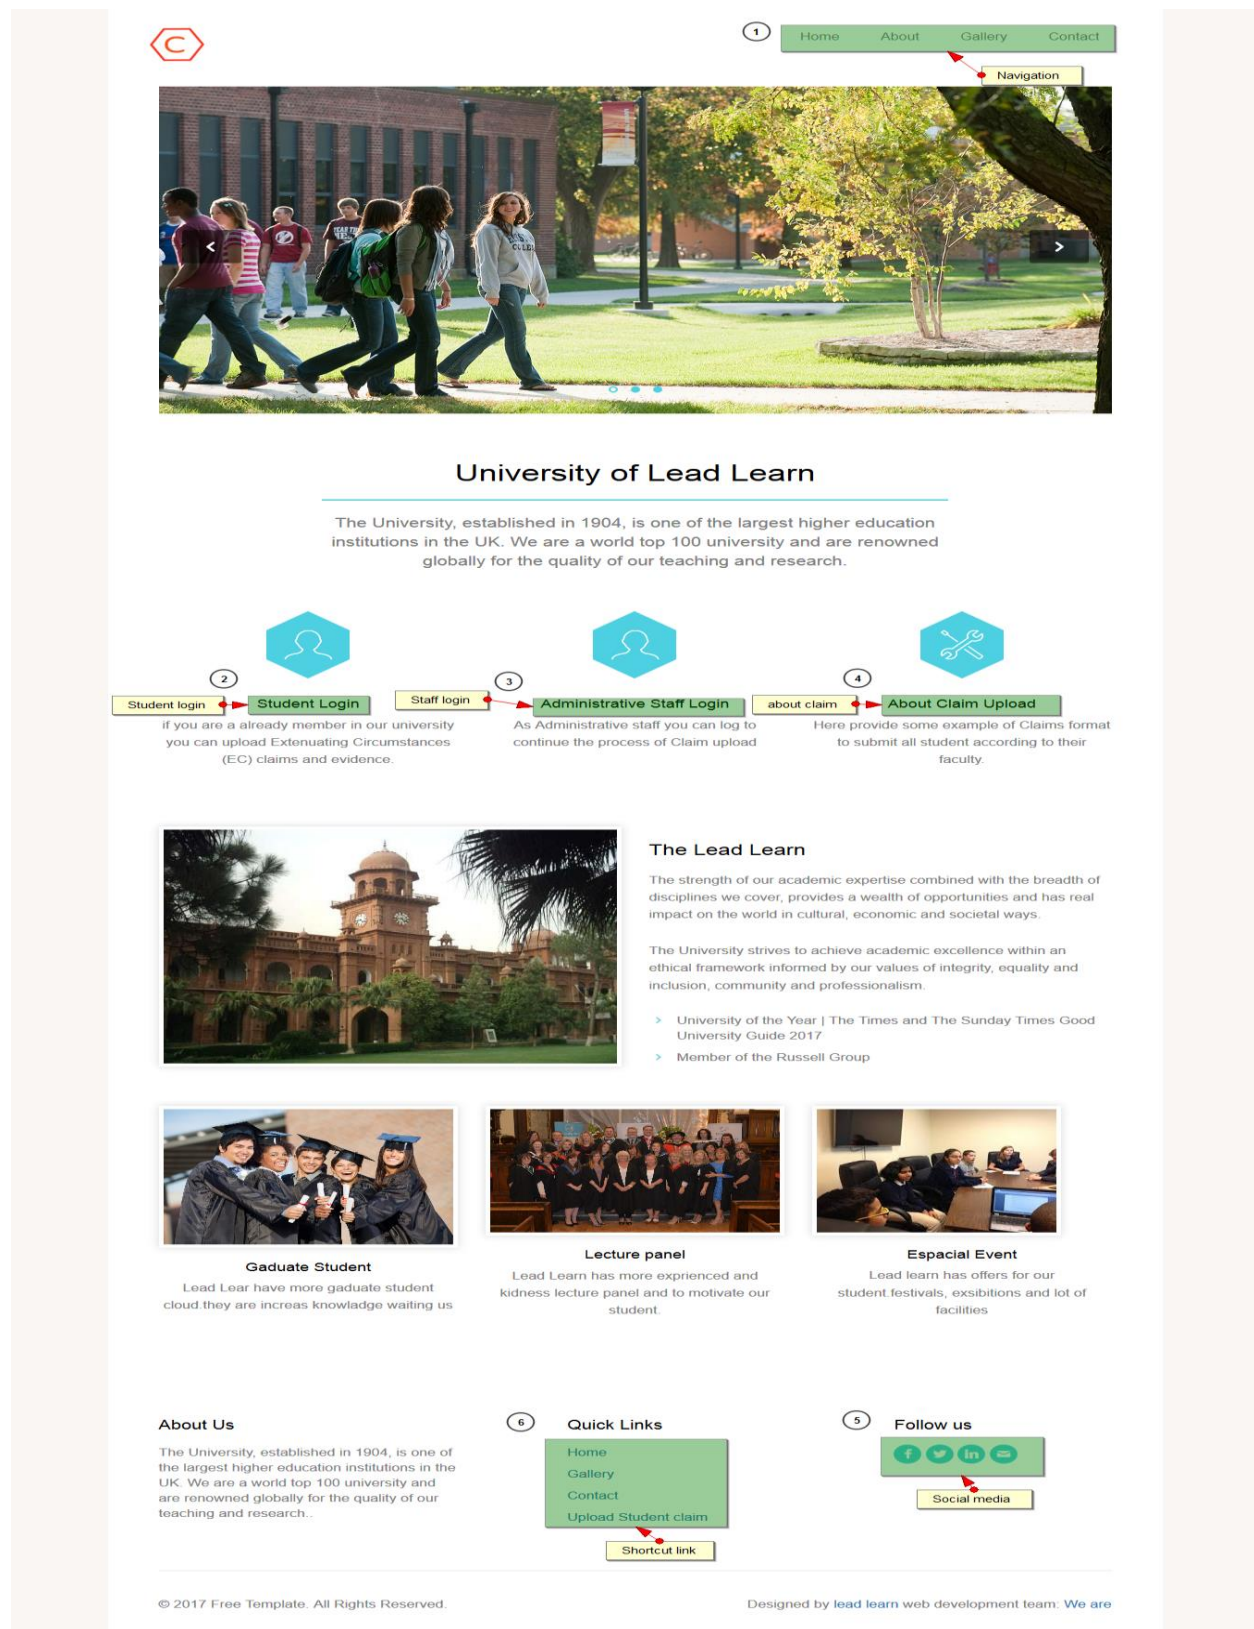 C
1
Home About Gallery Contact
Navigation
<
>
University of Lead Learn
The University, established in 1904, is one of the largest higher education
institutions in the UK. We are a world top 100 university and are renowned
globally for the quality of our teaching and research.
2
Student login
Student Login
if you are a already member in our university
you can upload Extenuating Circumstances
(EC) claims and evidence.
3
Staff login
Administrative Staff Login
As Administrative staff you can log to
continue the process of Claim upload
4
about claim
About Claim Upload
Here provide some example of Claims format
to submit all student according to their
faculty.
The Lead Learn
The strength of our academic expertise combined with the breadth of
disciplines we cover, provides a wealth of opportunities and has real
impact on the world in cultural, economic and societal ways.
The University strives to achieve academic excellence within an
ethical framework informed by our values of integrity, equality and
inclusion, community and professionalism.
> University of the Year | The Times and The Sunday Times Good
University Guide 2017
> Member of the Russell Group
Gaduate Student
Lead Lear have more gaduate student
cloud.they are increas knowladge waiting us
Lecture panel
Lead Learn has more exprienced and
kidness lecture panel and to motivate our
student.
Espacial Event
Lead learn has offers for our
student.festivals, exsibitions and lot of
facilities
About Us
The University, established in 1904, is one of
the largest higher education institutions in the
UK. We are a world top 100 university and
are renowned globally for the quality of our
teaching and research..
6
Quick Links
Home
Gallery
Contact
Upload Student claim
Shortcut link
5
Follow us
f in
Social media
© 2017 Free Template. All Rights Reserved.
Designed by lead learn web development team: We are